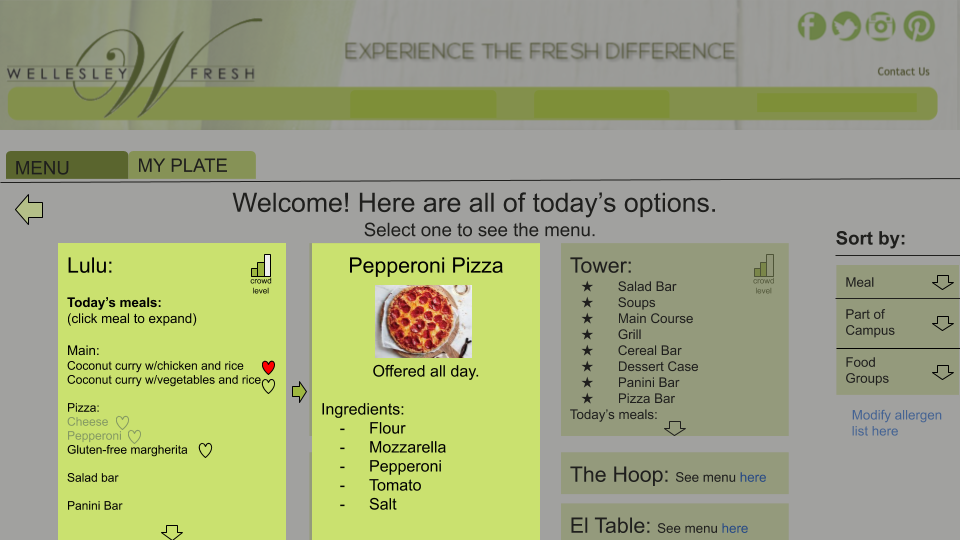 WELLESLEY W FRESH
EXPERIENCE THE FRESH DIFFERENCE
Contact Us
MENU
MY PLATE
Welcome! Here are all of today’s options.
Select one to see the menu.
Lulu:
crowd
level
Today’s meals:
(click meal to expand)
Main:
Coconut curry w/chicken and rice
Coconut curry w/vegetables and rice
Pizza:
Cheese
Pepperoni
Gluten-free margherita
Salad bar
Panini Bar
Pepperoni Pizza
Offered all day.
Ingredients:
- Flour
- Mozzarella
- Pepperoni
- Tomato
- Salt
Tower:
crowd
level
★ Salad Bar
★ Soups
★ Main Course
★ Grill
★ Cereal Bar
★ Dessert Case
★ Panini Bar
★ Pizza Bar
Today’s meals:
The Hoop: See menu here
El Table: See menu here
Sort by:
Meal
Part of
Campus
Food
Groups
Modify allergen
list here